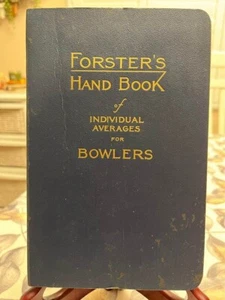 FORSTER'S
HAND BOOK
of
INDIVIDUAL
AVERAGES
FOR
BOWLERS